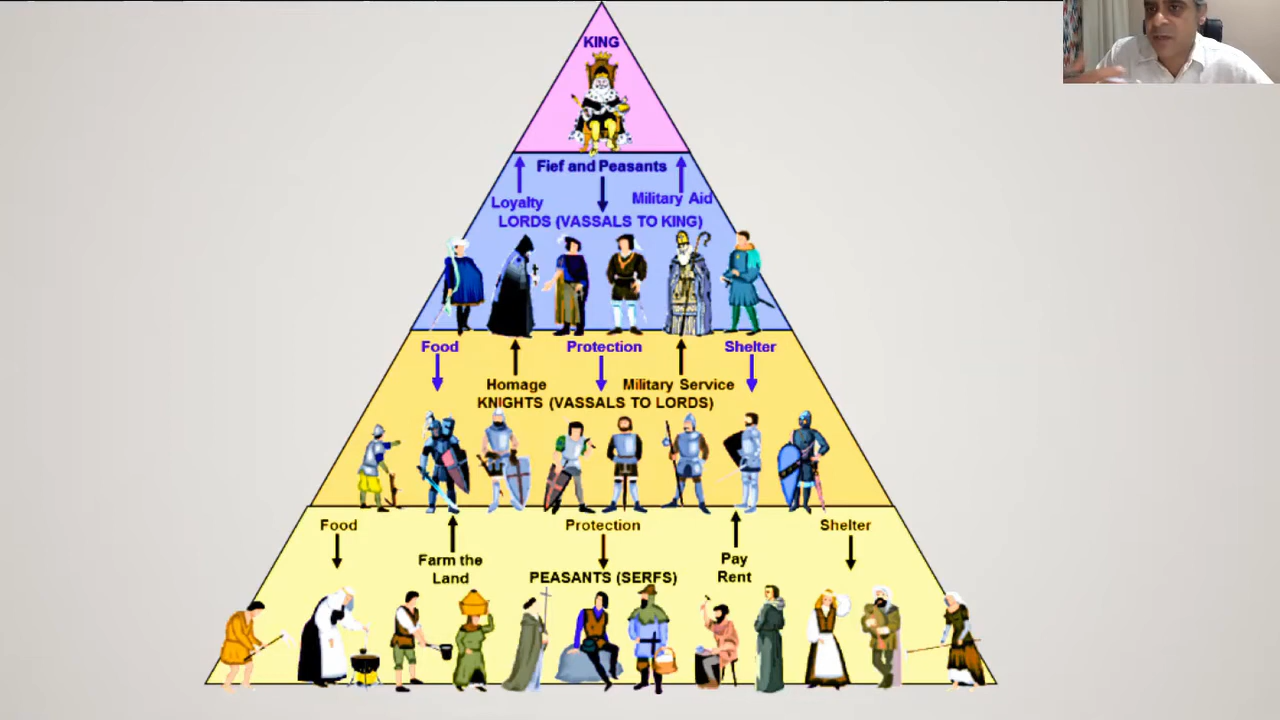 KING
Fief and Peasants
Loyalty
Military Aid
LORDS (VASSALS TO KING)
Food
Protection
Shelter
Homage
Military Service
KNIGHTS (VASSALS TO LORDS)
Food
Protection
Shelter
Farm the
Land
Pay
Rent
PEASANTS (SERFS)